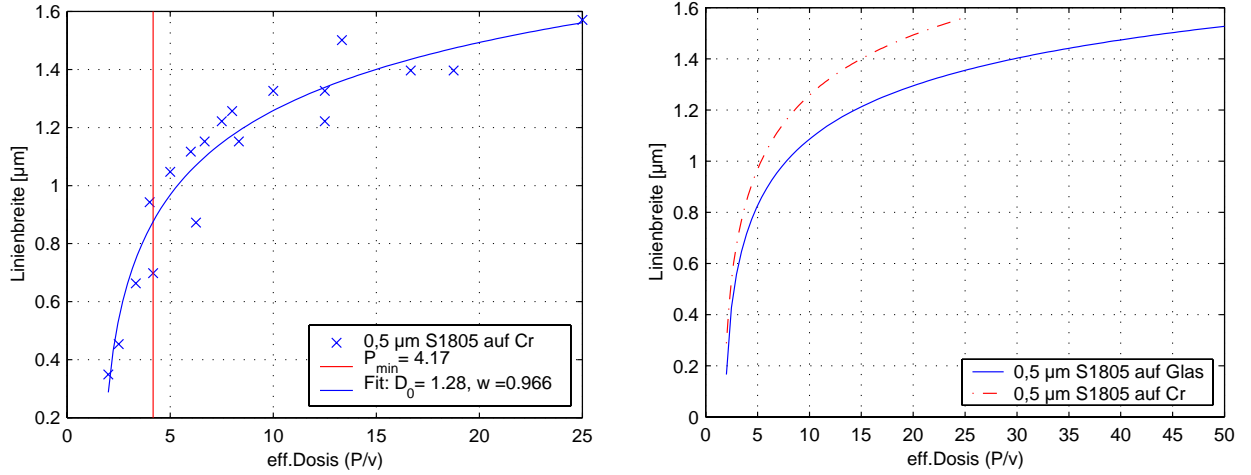 1.6
1.4
1.2
1
0.8
0.6
0.4
0.2
0 5 10 15 20 25
Linienbreite [µm]
eff.Dosis (P/v)
0,5 µm S1805 auf Cr
Pmin= 4.17
Fit: D0= 1.28, w =0.966
1.6
1.4
1.2
1
0.8
0.6
0.4
0.2
0
0 5 10 15 20 25 30 35 40 45 50
Linienbreite [µm]
eff.Dosis (P/v)
0,5 µm S1805 auf Glas
0,5 µm S1805 auf Cr